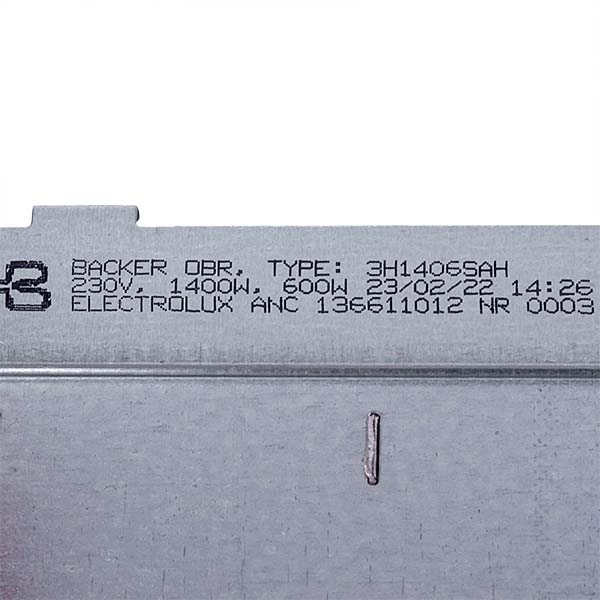 BACKER OBR, TYPE: 3H1406SAH
230V, 1400W, 600W 23/02/22 14:26
ELECTROLUX ANC 136611012 NR 0003